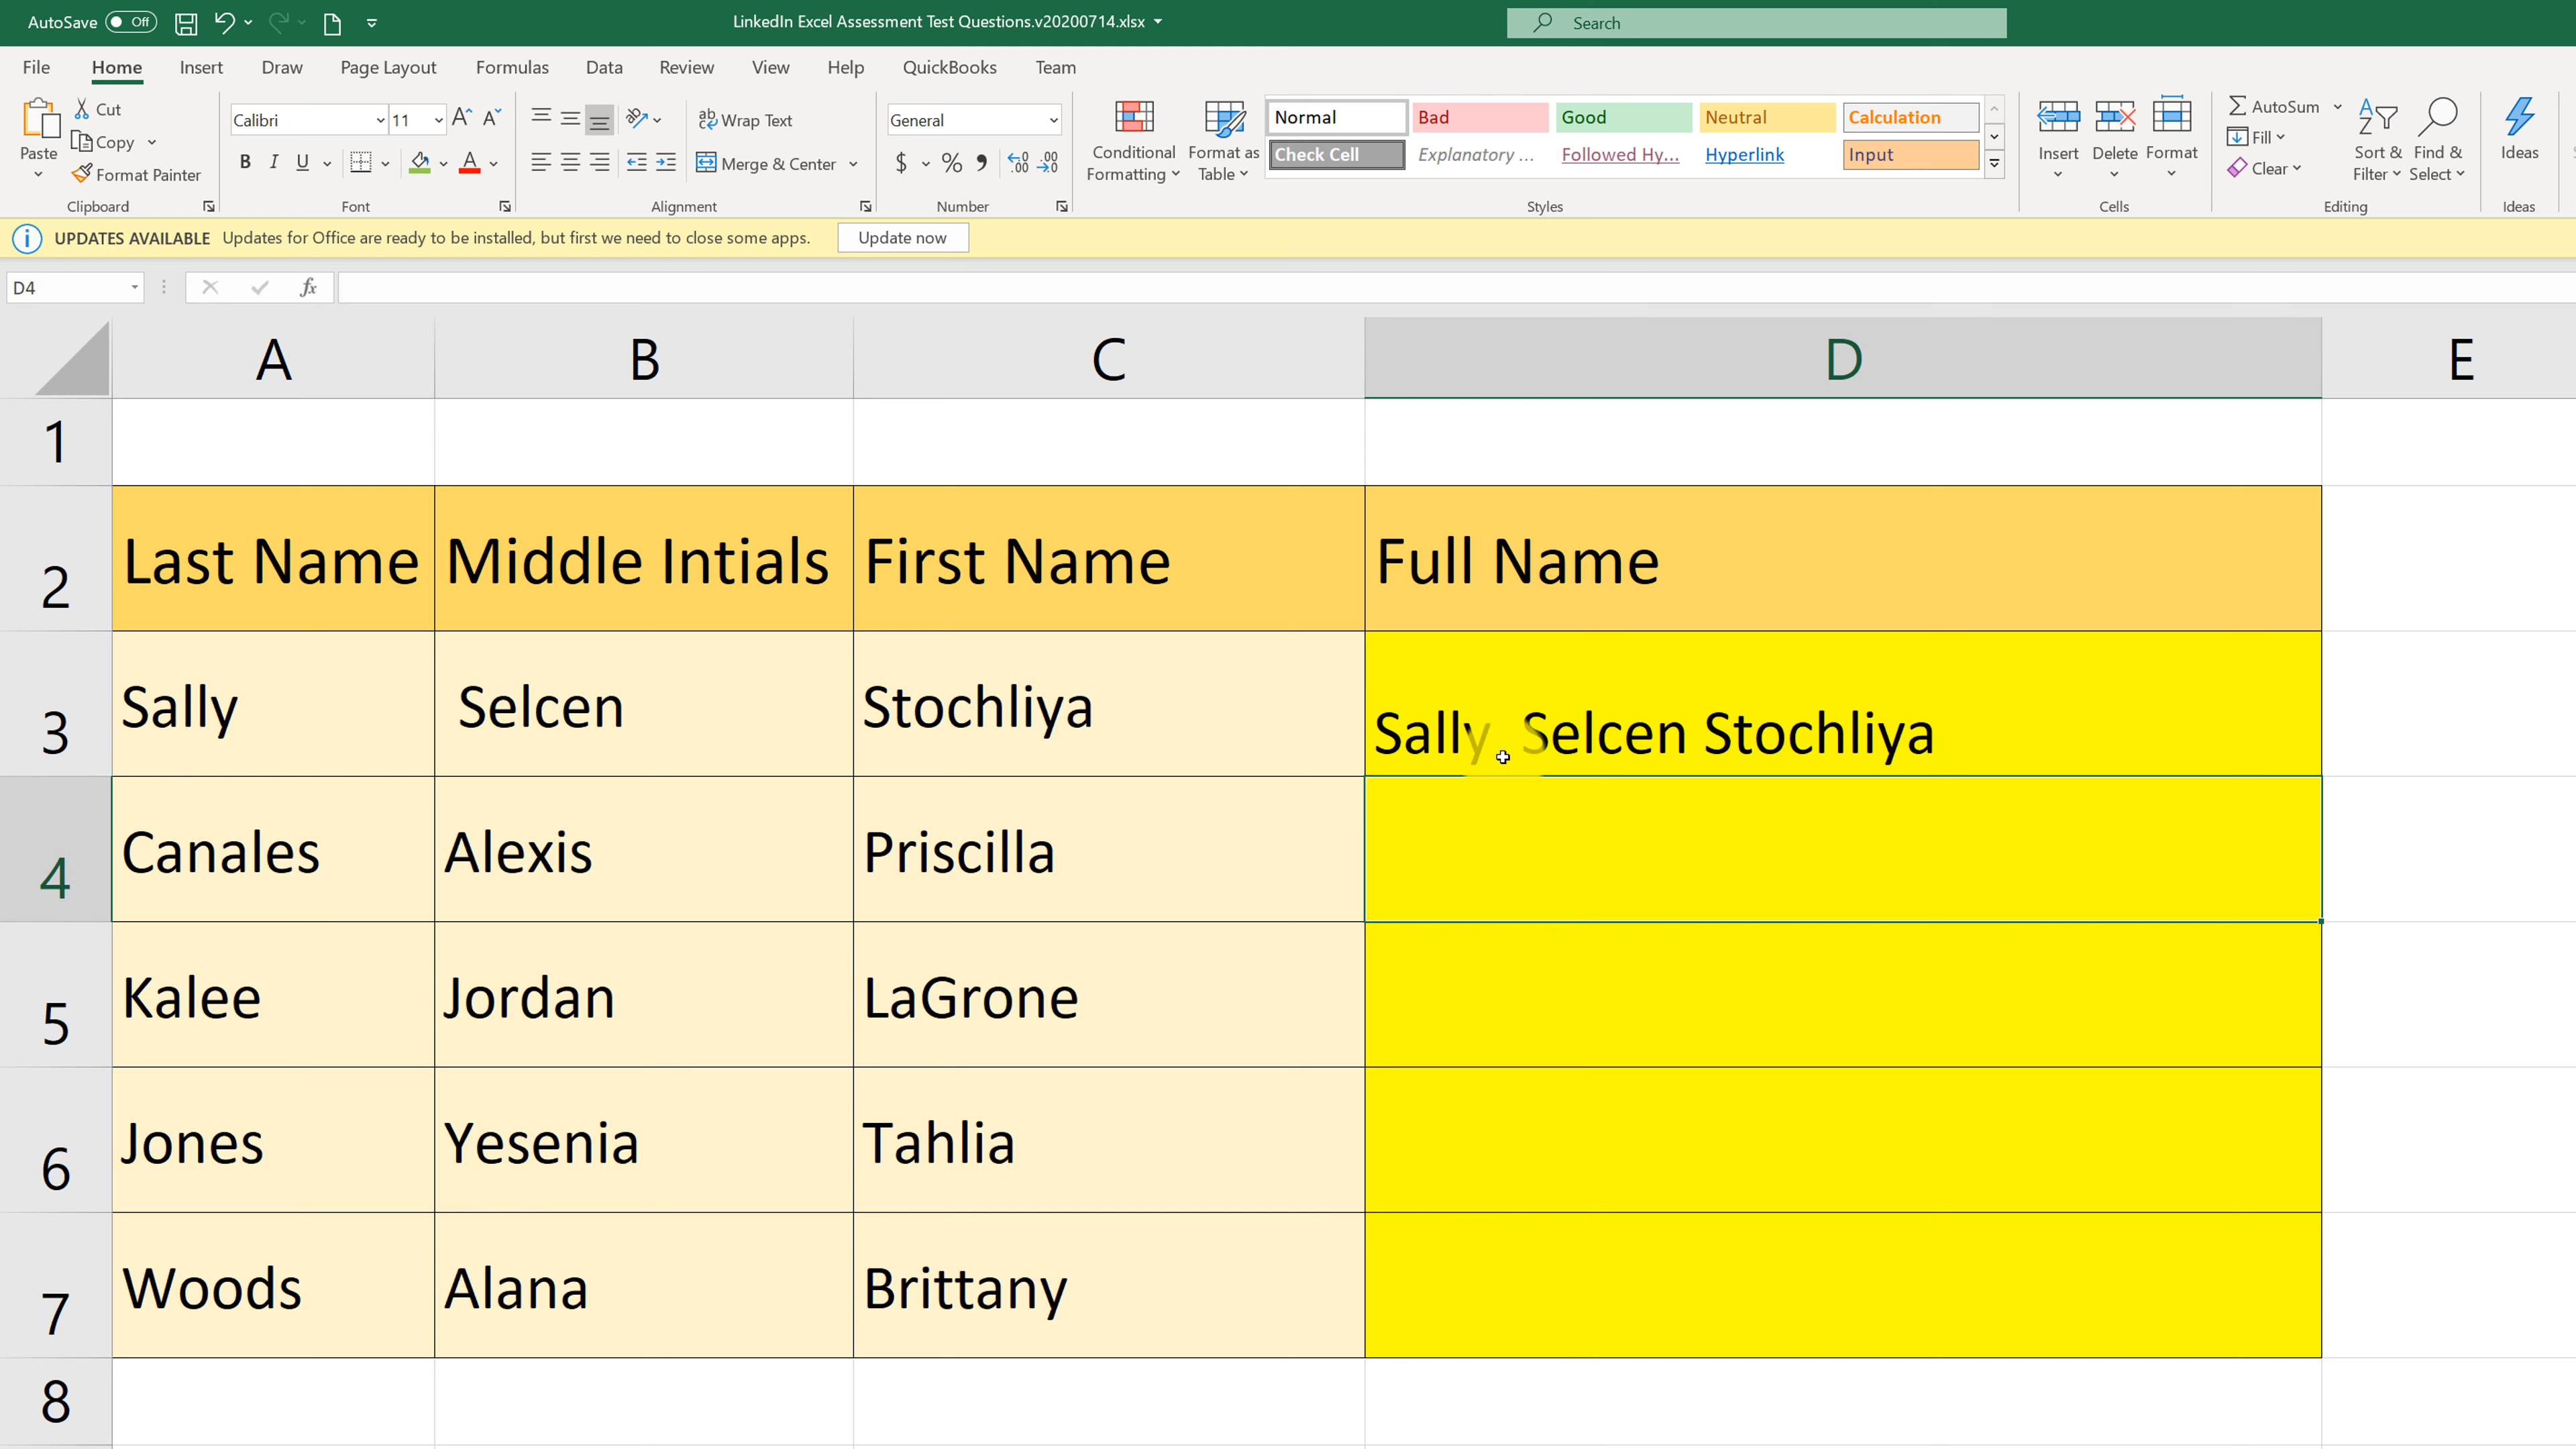 AutoSave Off LinkedIn Excel Assessment Test Questions.v20200714.xlsx Search
File Home Insert Draw Page Layout Formulas Data Review View Help QuickBooks Team
Paste Cut Copy Format Painter Clipboard
Calibri 11 B I U A Font
Wrap Text Merge & Center Alignment
General $ % Number
Conditional Formatting Format as Table
Normal Bad Good Neutral Calculation
Check Cell Explanatory ... Followed Hy... Hyperlink Input
Styles
Insert Delete Format Cells
AutoSum Fill Clear Sort & Filter Find & Select Editing
Ideas Ideas
UPDATES AVAILABLE Updates for Office are ready to be installed, but first we need to close some apps. Update now
D4 fx
A B C D E
1
2 Last Name Middle Intials First Name Full Name
3 Sally Selcen Stochliya Sally Selcen Stochliya
4 Canales Alexis Priscilla
5 Kalee Jordan LaGrone
6 Jones Yesenia Tahlia
7 Woods Alana Brittany
8